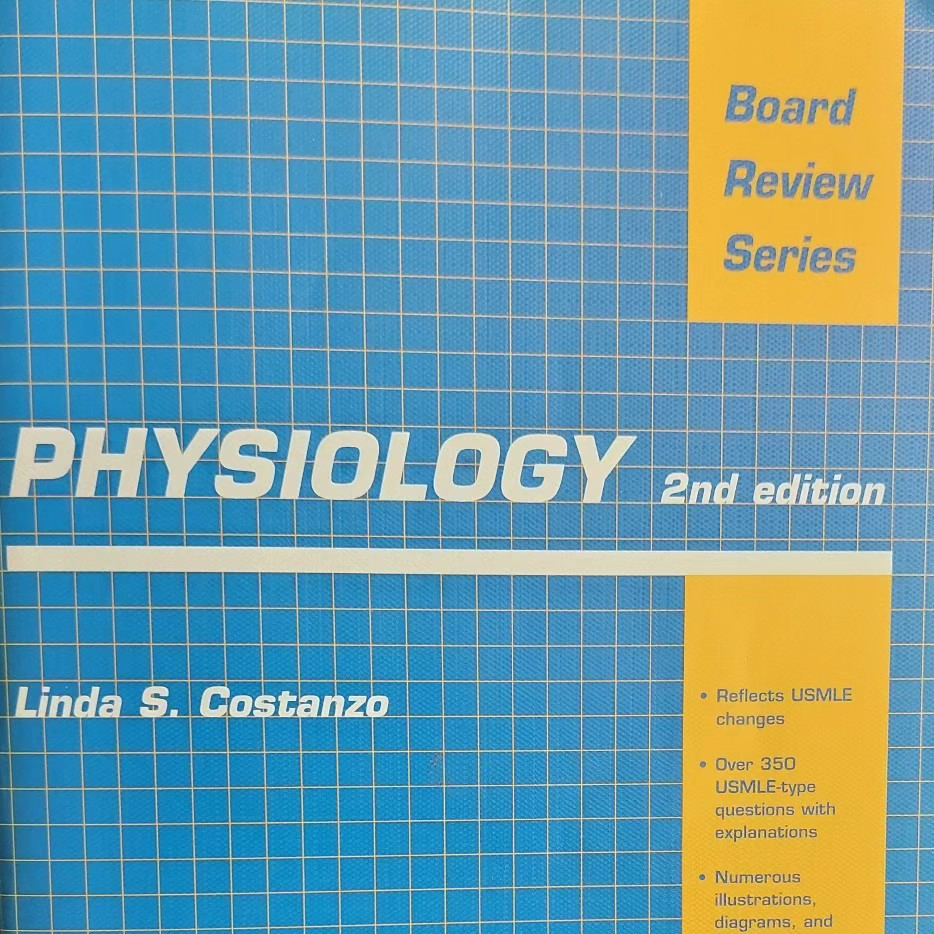 Board
Review
Series
PHYSIOLOGY 2nd edition
Linda S. Costanzo
• Reflects USMLE
changes
• Over 350
USMLE-type
questions with
explanations
• Numerous
illustrations,
diagrams, and